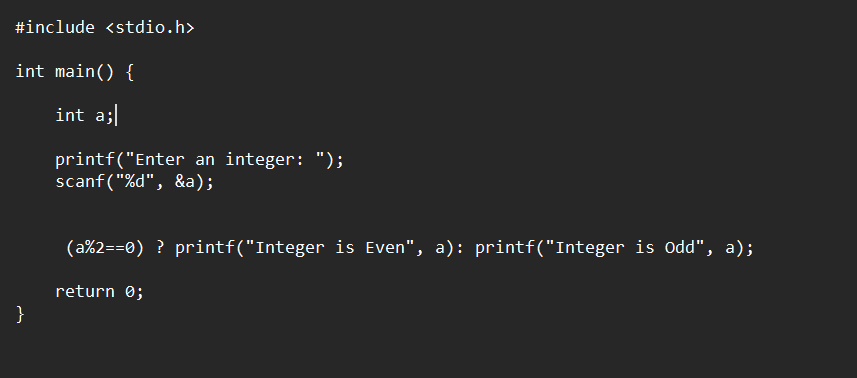 #include <stdio.h>
int main() {
int a;
printf("Enter an integer: ");
scanf("%d", &a);
(a%2==0) ? printf("Integer is Even", a): printf("Integer is Odd", a);
return 0;
}